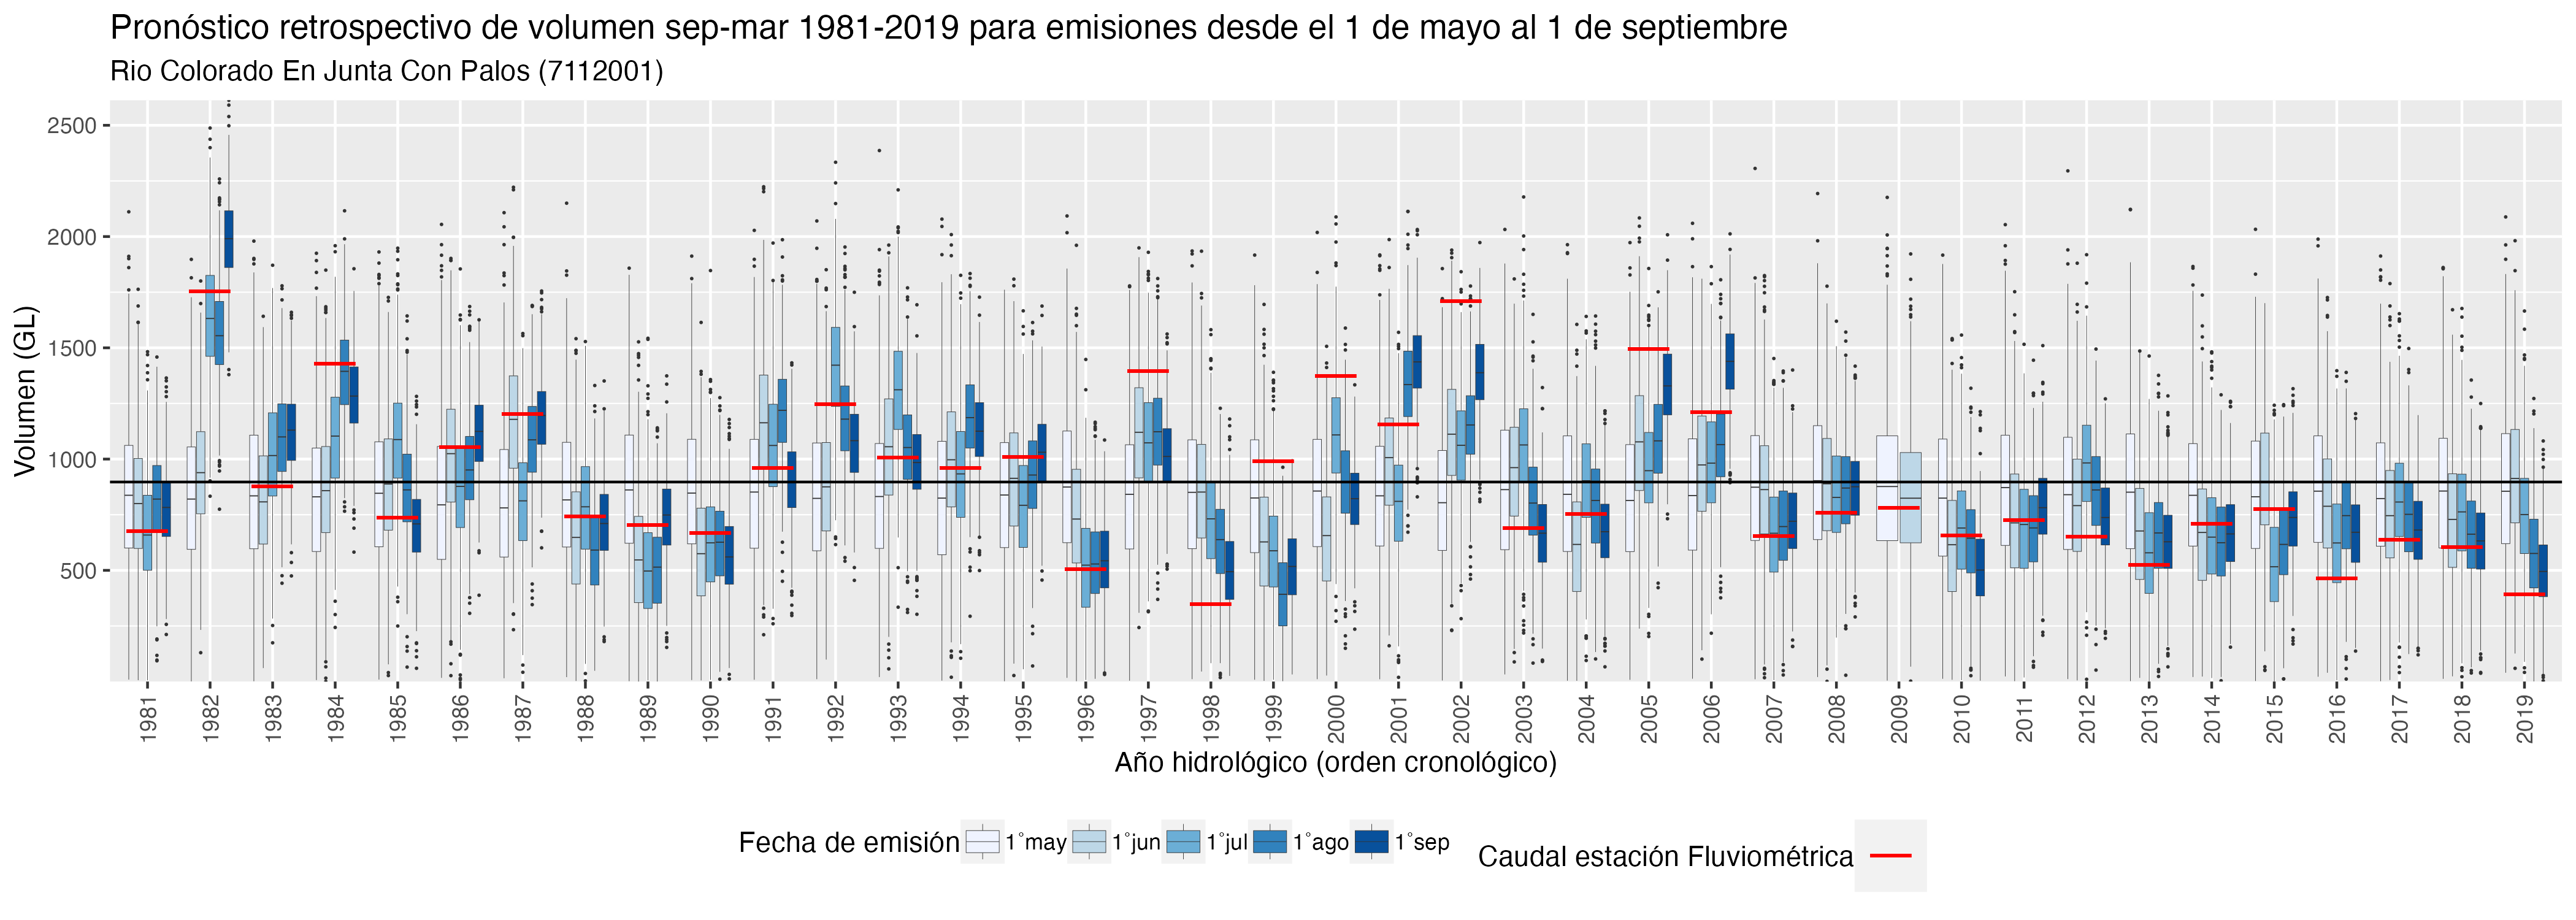 Pronóstico retrospectivo de volumen sep-mar 1981-2019 para emisiones desde el 1 de mayo al 1 de septiembre
Rio Colorado En Junta Con Palos (7112001)
Volumen (GL)
2500
2000
1500
1000
500
1981 1982 1983 1984 1985 1986 1987 1988 1989 1990 1991 1992 1993 1994 1995 1996 1997 1998 1999 2000 2001 2002 2003 2004 2005 2006 2007 2008 2009 2010 2011 2012 2013 2014 2015 2016 2017 2018 2019
Año hidrológico (orden cronológico)
Fecha de emisión 1°may 1°jun 1°jul 1°ago 1°sep
Caudal estación Fluviométrica